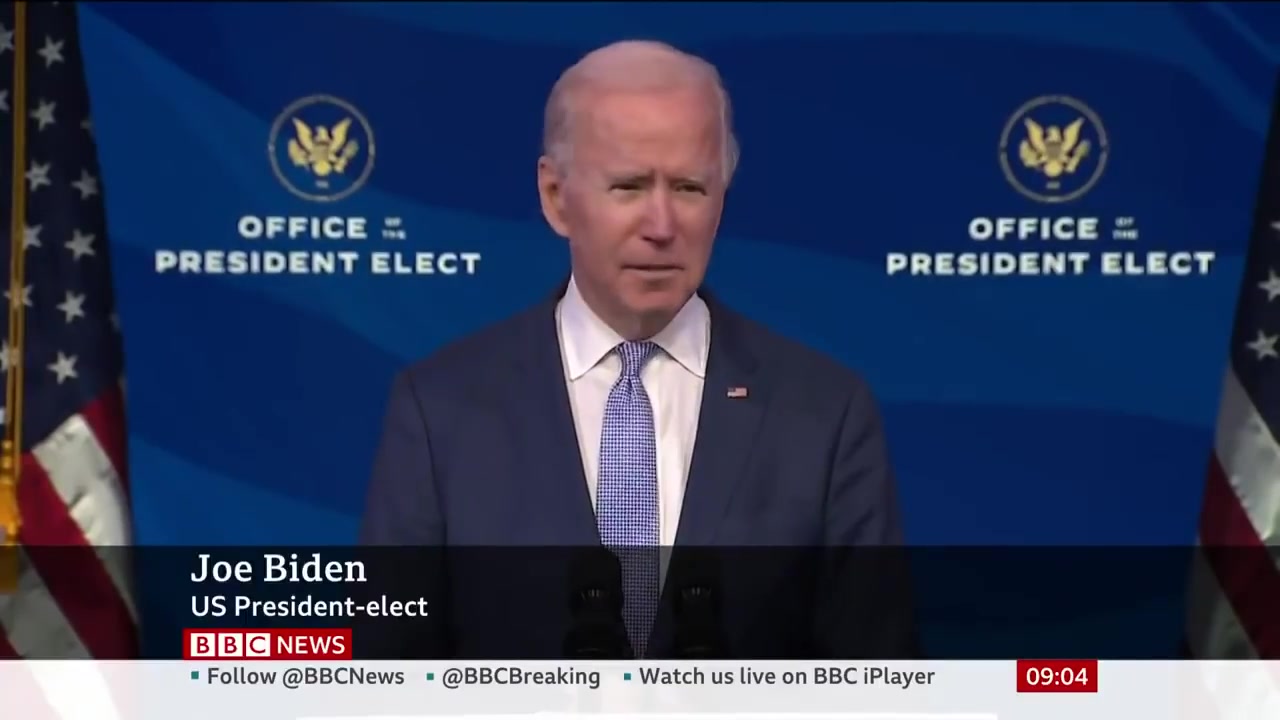 OFFICE OF THE
PRESIDENT ELECT
OFFICE OF THE
PRESIDENT ELECT
Joe Biden
US President-elect
BBC NEWS
Follow @BBCNews
@BBCBreaking
Watch us live on BBC iPlayer
09:04